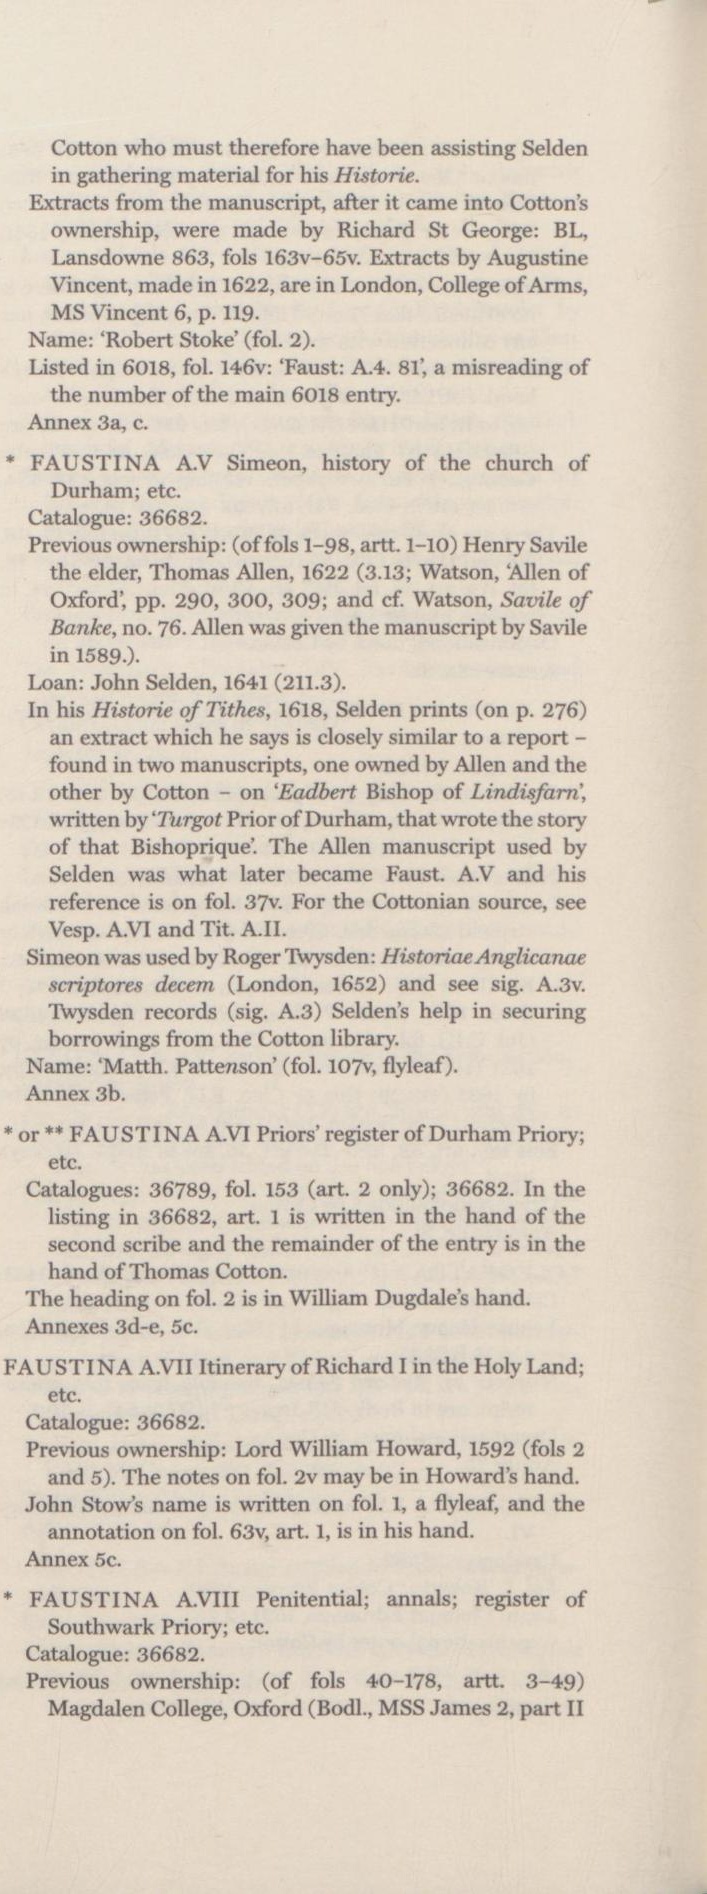 Cotton who must therefore have been assisting Selden
in gathering material for his Historie.
Extracts from the manuscript, after it came into Cotton's
ownership, were made by Richard St George: BL,
Lansdowne 863, fols 163v–65v. Extracts by Augustine
Vincent, made in 1622, are in London, College of Arms,
MS Vincent 6, p. 119.
Name: ‘Robert Stoke’ (fol. 2).
Listed in 6018, fol. 146v: ‘Faust: A.4. 81’, a misreading of
the number of the main 6018 entry.
Annex 3a, c.
* FAUSTINA A.V Simeon, history of the church of
Durham; etc.
Catalogue: 36682.
Previous ownership: (of fols 1–98, artt. 1–10) Henry Savile
the elder, Thomas Allen, 1622 (3.13; Watson, ‘Allen of
Oxford’, pp. 290, 300, 309; and cf. Watson, Savile of
Banke, no. 76. Allen was given the manuscript by Savile
in 1589.).
Loan: John Selden, 1641 (211.3).
In his Historie of Tithes, 1618, Selden prints (on p. 276)
an extract which he says is closely similar to a report –
found in two manuscripts, one owned by Allen and the
other by Cotton – on ‘Eadbert Bishop of Lindisfarn’,
written by ‘Turgot Prior of Durham, that wrote the story
of that Bishoprique’. The Allen manuscript used by
Selden was what later became Faust. A.V and his
reference is on fol. 37v. For the Cottonian source, see
Vesp. A.VI and Tit. A.II.
Simeon was used by Roger Twysden: Historiae Anglicanae
scriptores decem (London, 1652) and see sig. A.3v.
Twysden records (sig. A.3) Selden's help in securing
borrowings from the Cotton library.
Name: ‘Matth. Pattenson’ (fol. 107v, flyleaf).
Annex 3b.
* or ** FAUSTINA A.VI Priors’ register of Durham Priory;
etc.
Catalogues: 36789, fol. 153 (art. 2 only); 36682. In the
listing in 36682, art. 1 is written in the hand of the
second scribe and the remainder of the entry is in the
hand of Thomas Cotton.
The heading on fol. 2 is in William Dugdale's hand.
Annexes 3d-e, 5c.
FAUSTINA A.VII Itinerary of Richard I in the Holy Land;
etc.
Catalogue: 36682.
Previous ownership: Lord William Howard, 1592 (fols 2
and 5). The notes on fol. 2v may be in Howard's hand.
John Stow's name is written on fol. 1, a flyleaf, and the
annotation on fol. 63v, art. 1, is in his hand.
Annex 5c.
* FAUSTINA A.VIII Penitential; annals; register of
Southwark Priory; etc.
Catalogue: 36682.
Previous ownership: (of fols 40–178, artt. 3–49)
Magdalen College, Oxford (Bodl., MSS James 2, part II